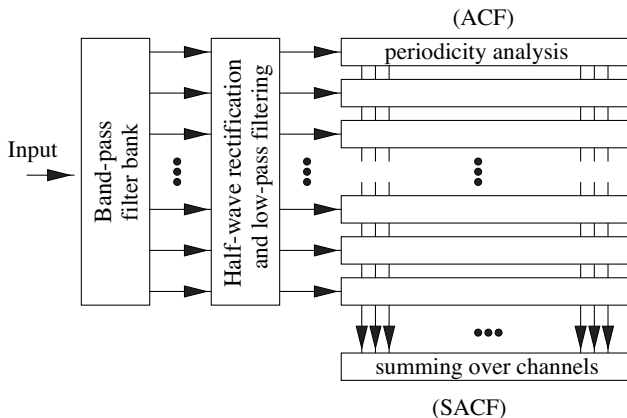 (ACF)
periodicity analysis
Input
Band-pass
filter bank
Half-wave rectification
and low-pass filtering
summing over channels
(SACF)